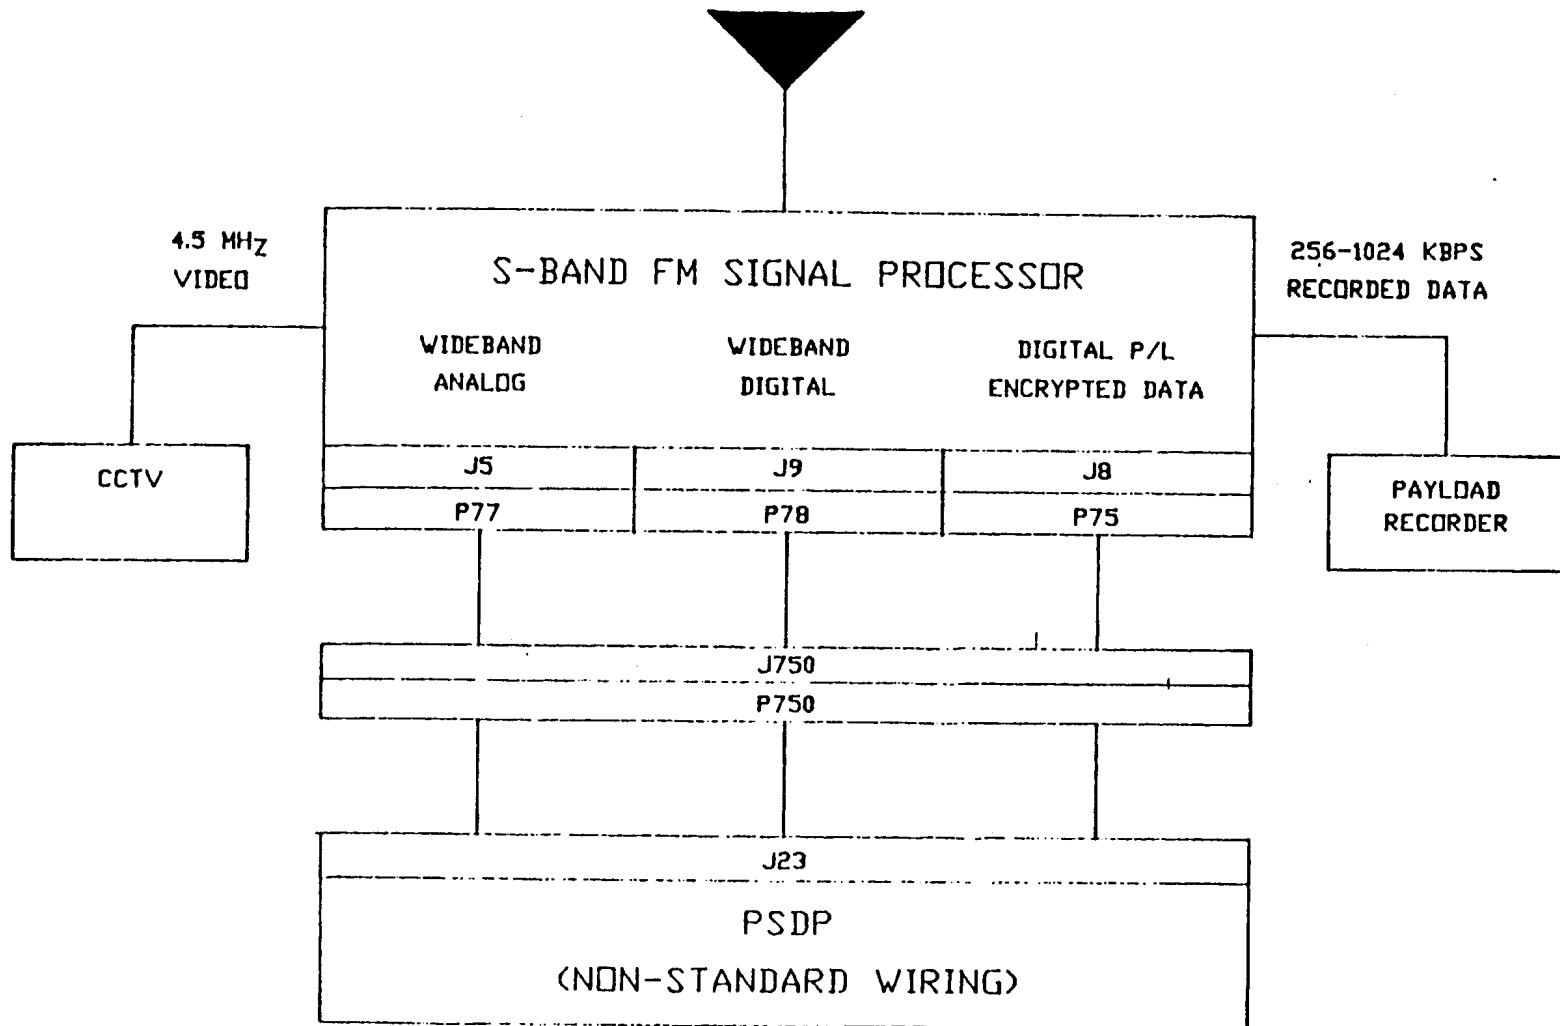 4.5 MHZ
VIDEO
S-BAND FM SIGNAL PROCESSOR
256-1024 KBPS
RECORDED DATA
WIDEBAND
ANALOG
WIDEBAND
DIGITAL
DIGITAL P/L
ENCRYPTED DATA
CCTV
J5
J9
J8
PAYLOAD
RECORDER
P77
P78
P75
J750
P750
J23
PSDP
(NON-STANDARD WIRING)